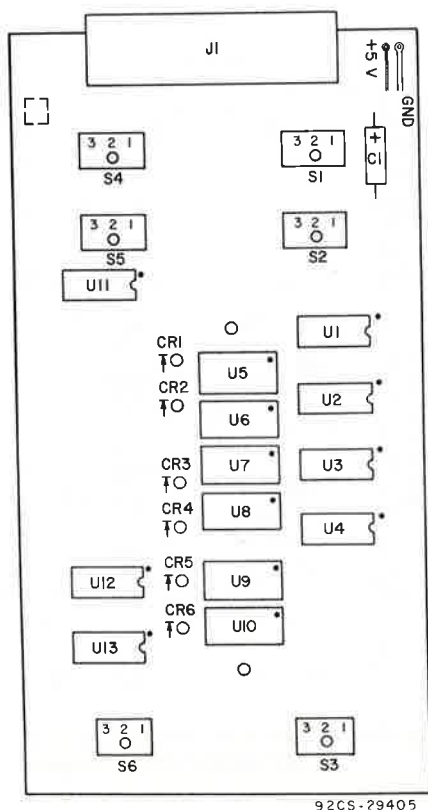 J1
+5 V
GND
3 2 1
S4
3 2 1
S1
+
C1
3 2 1
S5
3 2 1
S2
U11
U1
CR1
U5
CR2
U2
U6
CR3
U7
U3
CR4
U8
U4
CR5
U12
U9
CR6
U10
U13
3 2 1
S6
3 2 1
S3
92CS-29405